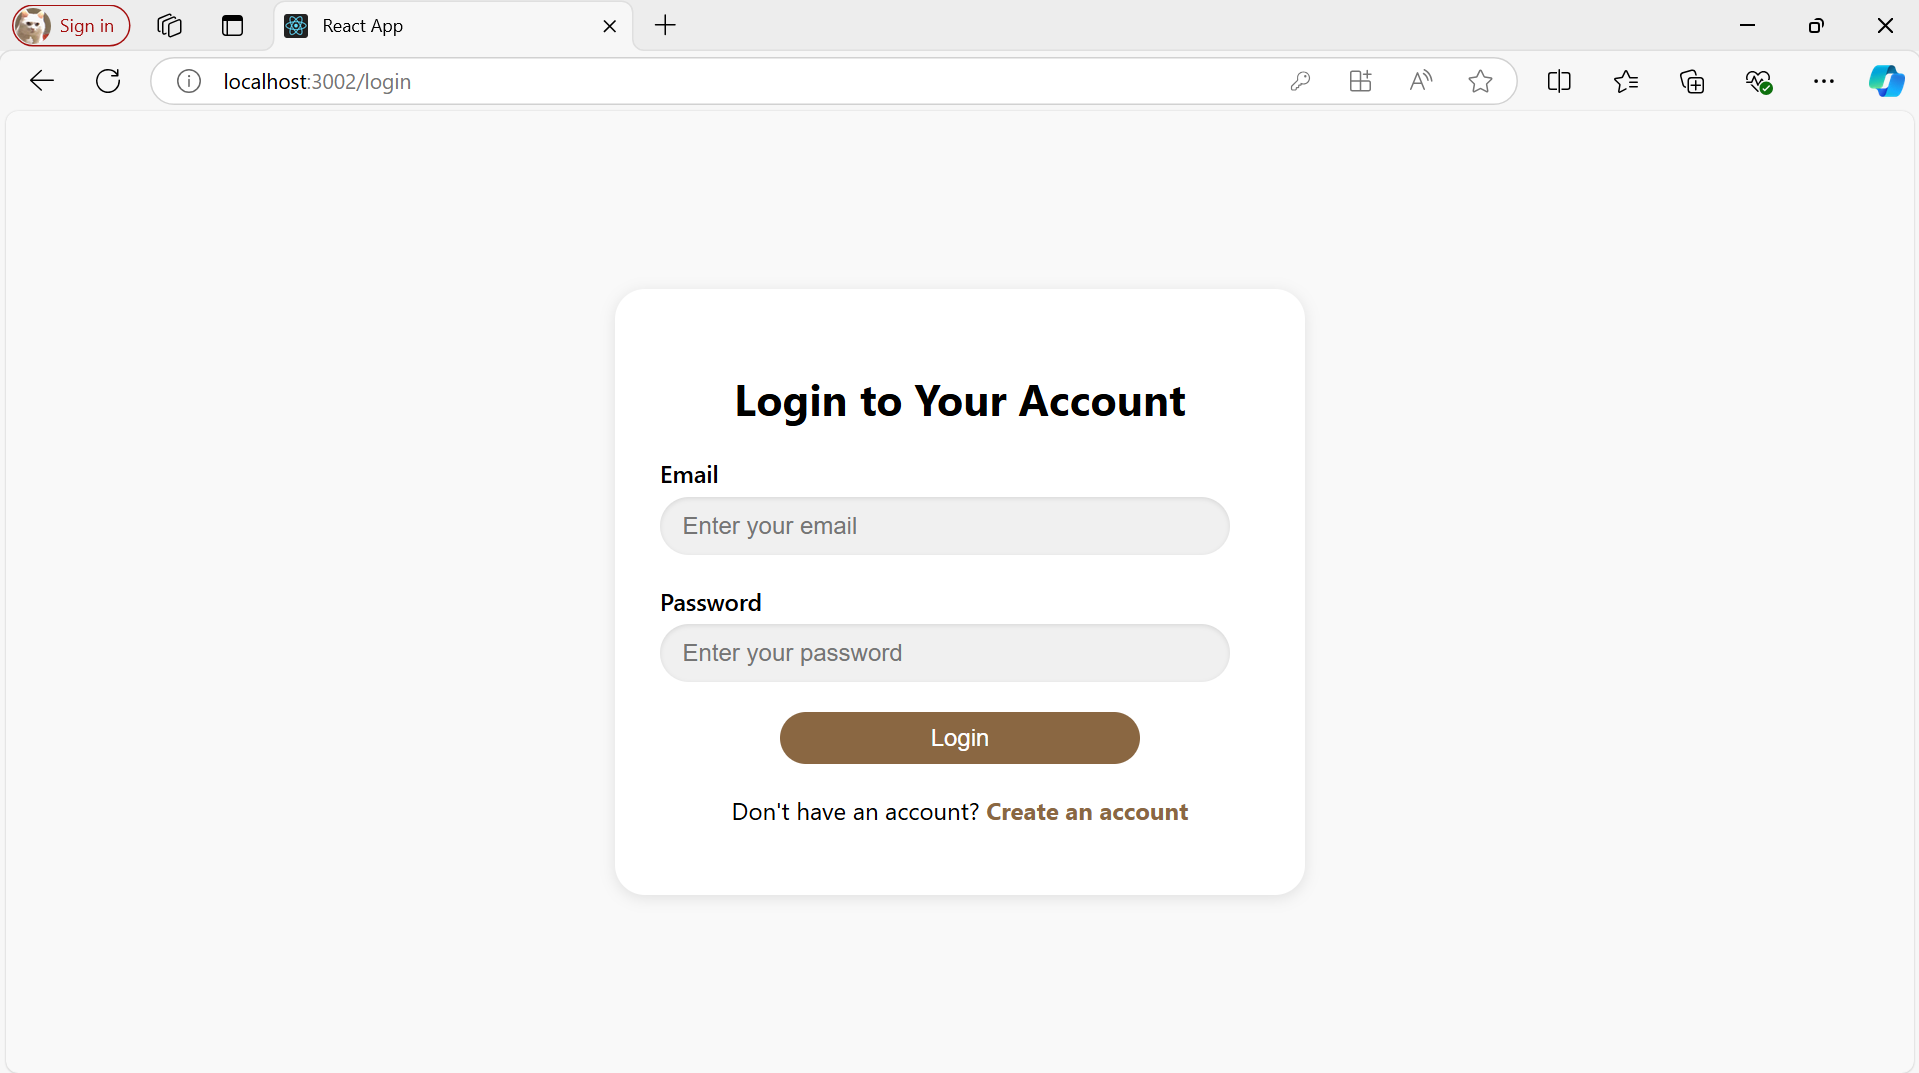 Sign in
React App
localhost:3002/login
Login to Your Account
Email
Enter your email
Password
Enter your password
Login
Don't have an account? Create an account